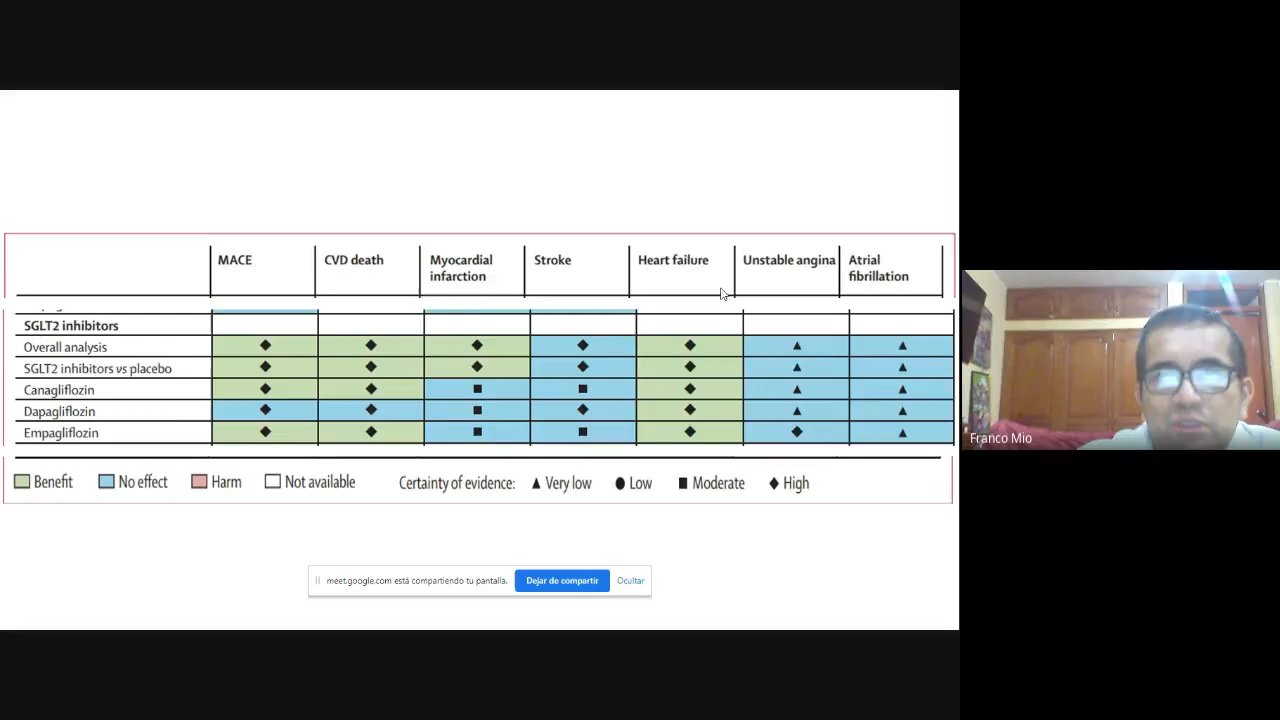 MACE CVD death Myocardial infarction Stroke Heart failure Unstable angina Atrial fibrillation
SGLT2 inhibitors
Overall analysis
SGLT2 inhibitors vs placebo
Canagliflozin
Dapagliflozin
Empagliflozin
Benefit No effect Harm Not available Certainty of evidence: Very low Low Moderate High
meet.google.com está compartiendo tu pantalla. Dejar de compartir Ocultar
Franco Mio